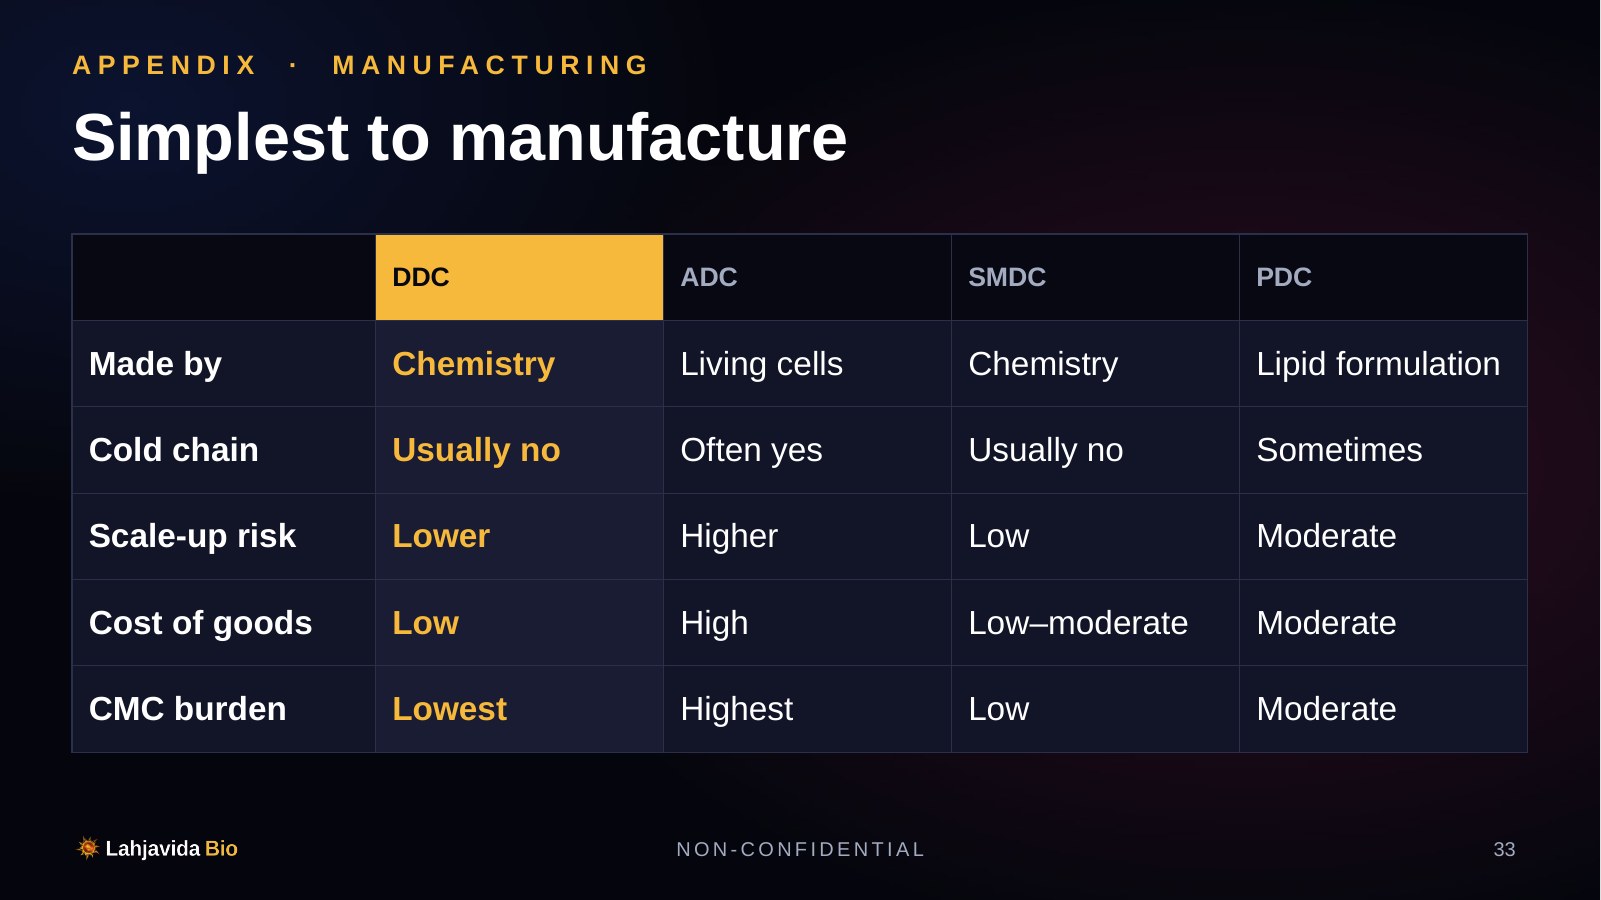 APPENDIX · MANUFACTURING
Simplest to manufacture
DDC ADC SMDC PDC
Made by Chemistry Living cells Chemistry Lipid formulation
Cold chain Usually no Often yes Usually no Sometimes
Scale-up risk Lower Higher Low Moderate
Cost of goods Low High Low–moderate Moderate
CMC burden Lowest Highest Low Moderate
Lahjavida Bio NON-CONFIDENTIAL 33